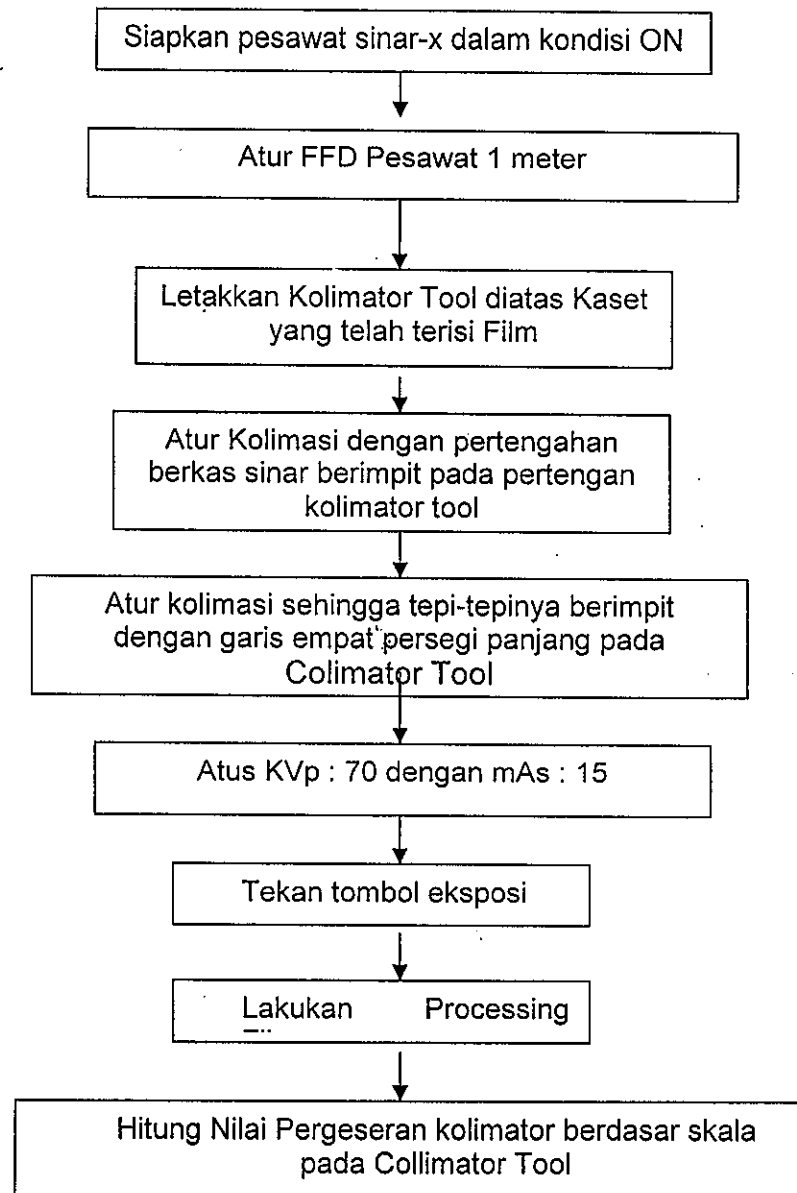 Siapkan pesawat sinar-x dalam kondisi ON
Atur FFD Pesawat 1 meter
Letakkan Kolimator Tool diatas Kaset
yang telah terisi Film
Atur Kolimasi dengan pertengahan
berkas sinar berimpit pada pertengan
kolimator tool
Atur kolimasi sehingga tepi-tepinya berimpit
dengan garis empat persegi panjang pada
Colimator Tool
Atus KVp : 70 dengan mAs : 15
Tekan tombol eksposi
Lakukan Processing
Hitung Nilai Pergeseran kolimator berdasar skala
pada Collimator Tool